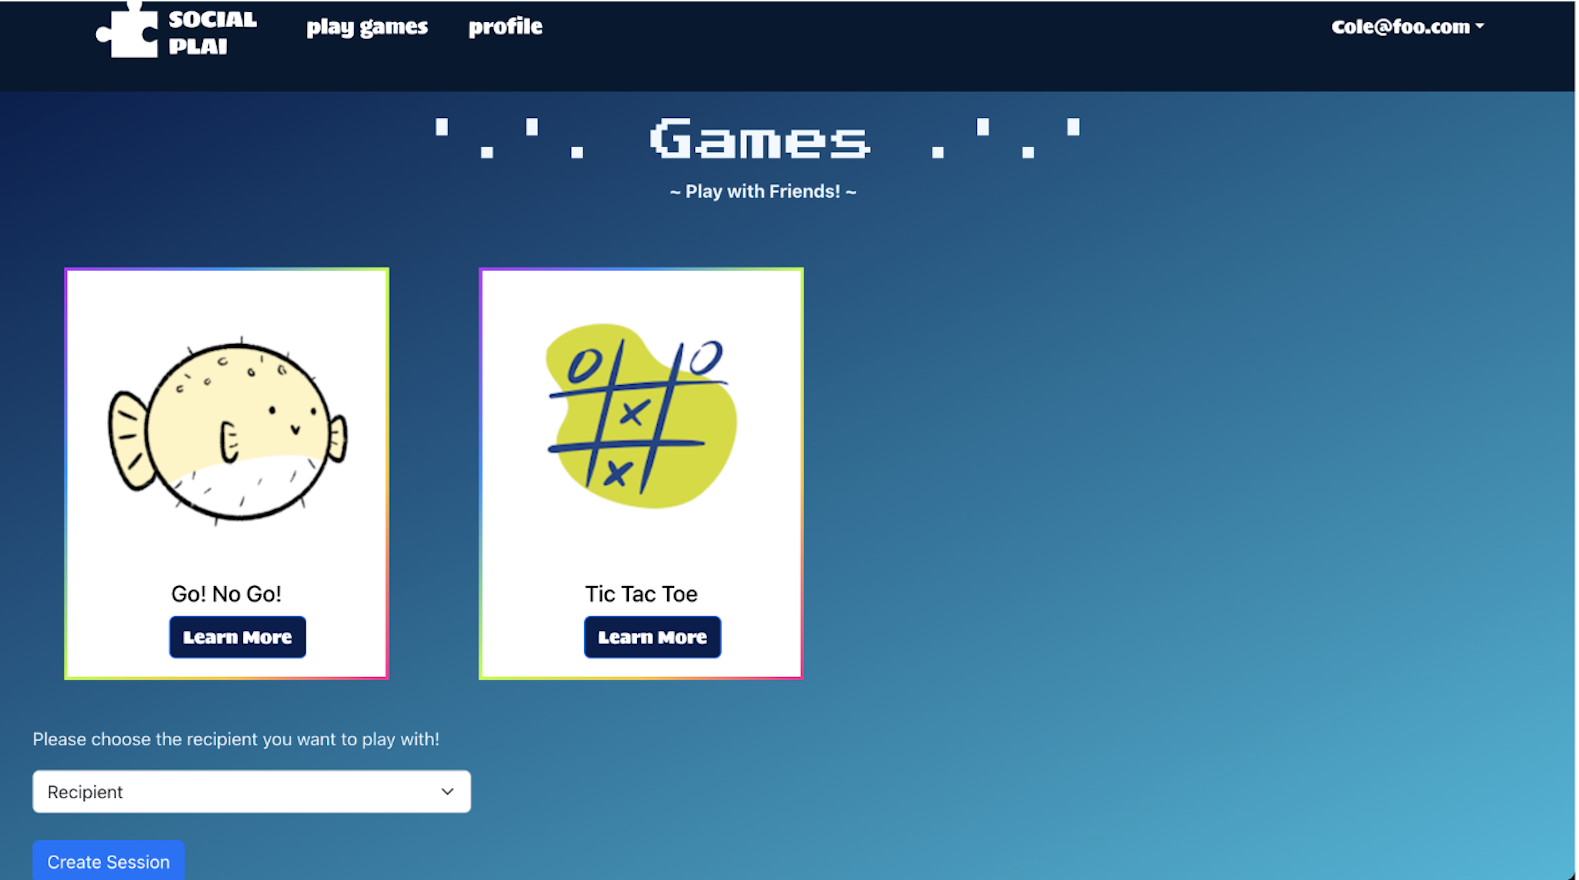 SOCIAL
PLAI
play games
profile
Cole@foo.com
Games
~ Play with Friends! ~
Go! No Go!
Learn More
Tic Tac Toe
Learn More
Please choose the recipient you want to play with!
Recipient
Create Session